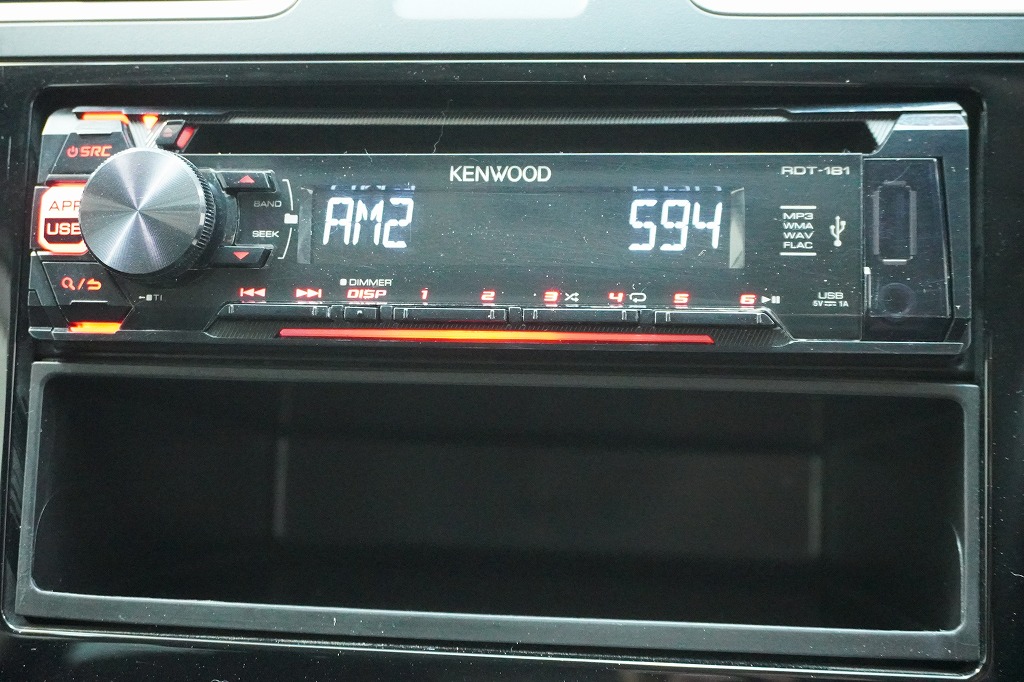 KENWOOD
RDT-181
SRC
APP
USB
BAND
SEEK
AM2
594
MP3
WMA
WAV
FLAC
TI
DIMMER
DISP
1 2 3 4 5 6
USB
5V 1A